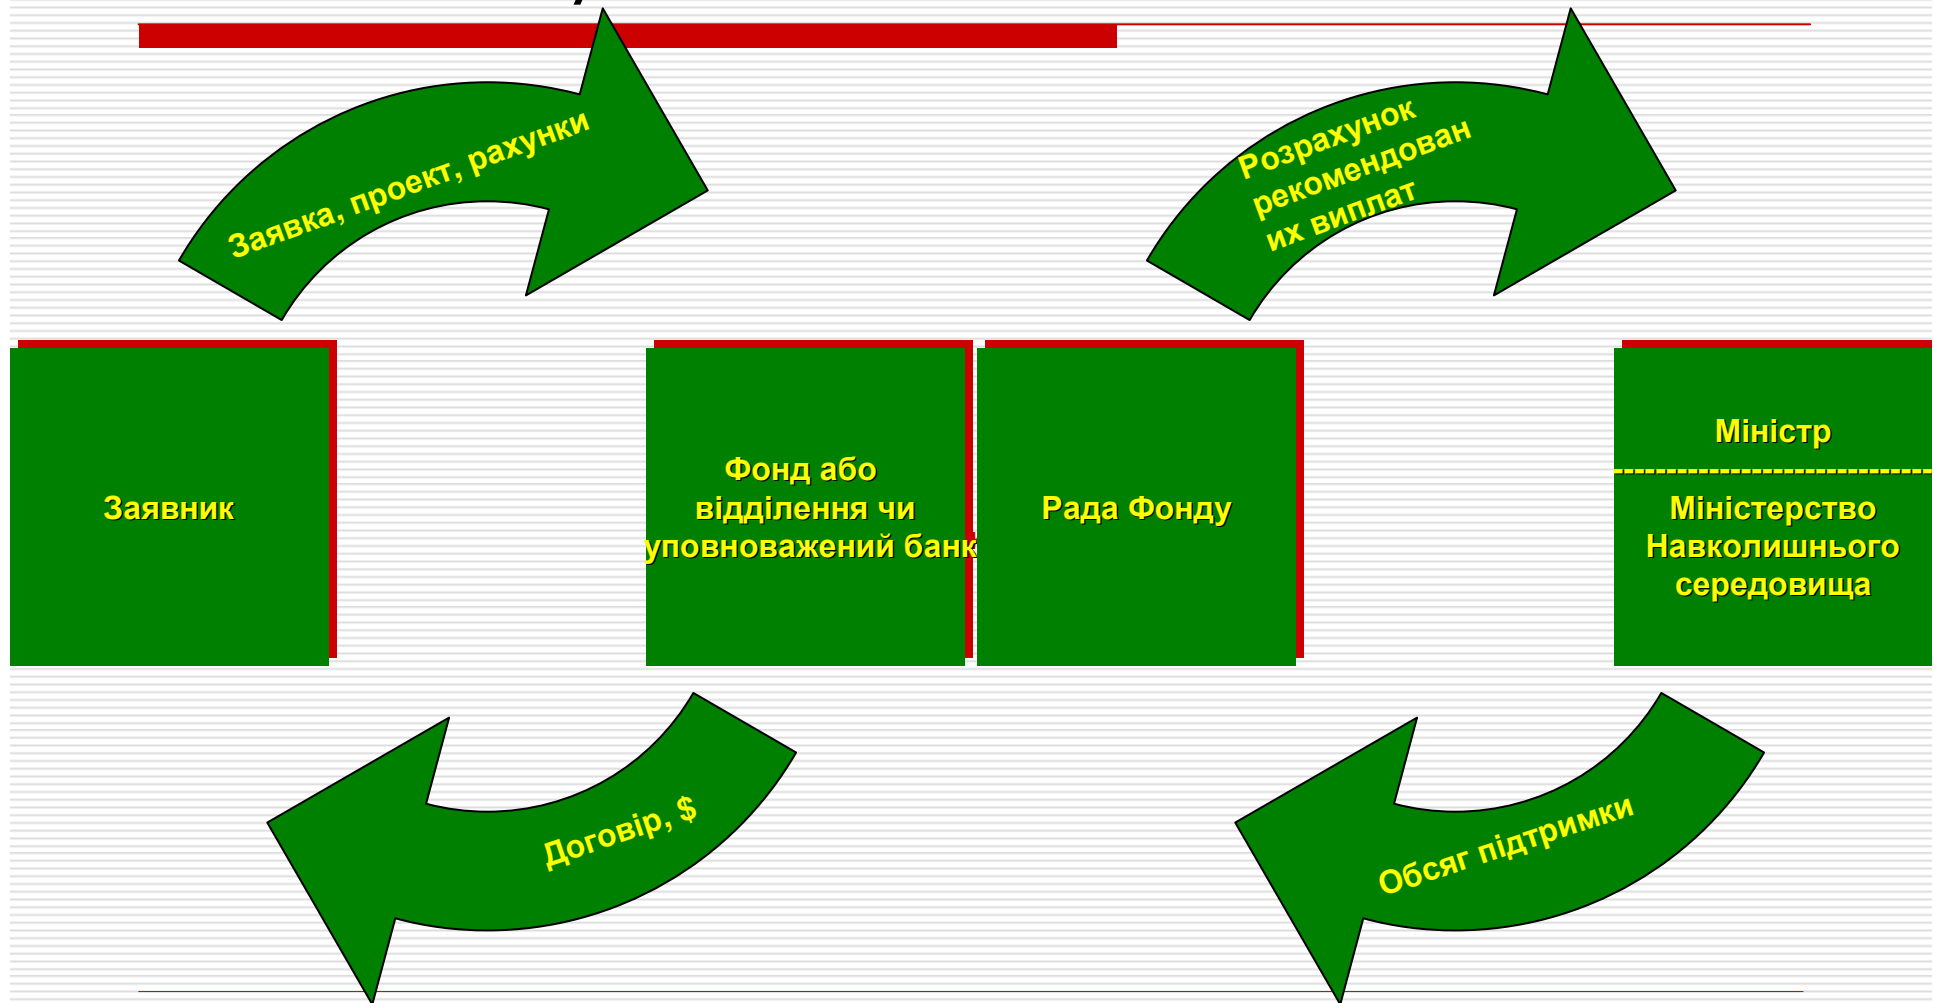 Заявка, проект, рахунки
Розрахунок
рекомендован
их виплат
Заявник
Фонд або
відділення чи
уповноважений банк
Рада Фонду
Міністр
------------------------------
Міністерство
Навколишнього
середовища
Договір, $
Обсяг підтримки